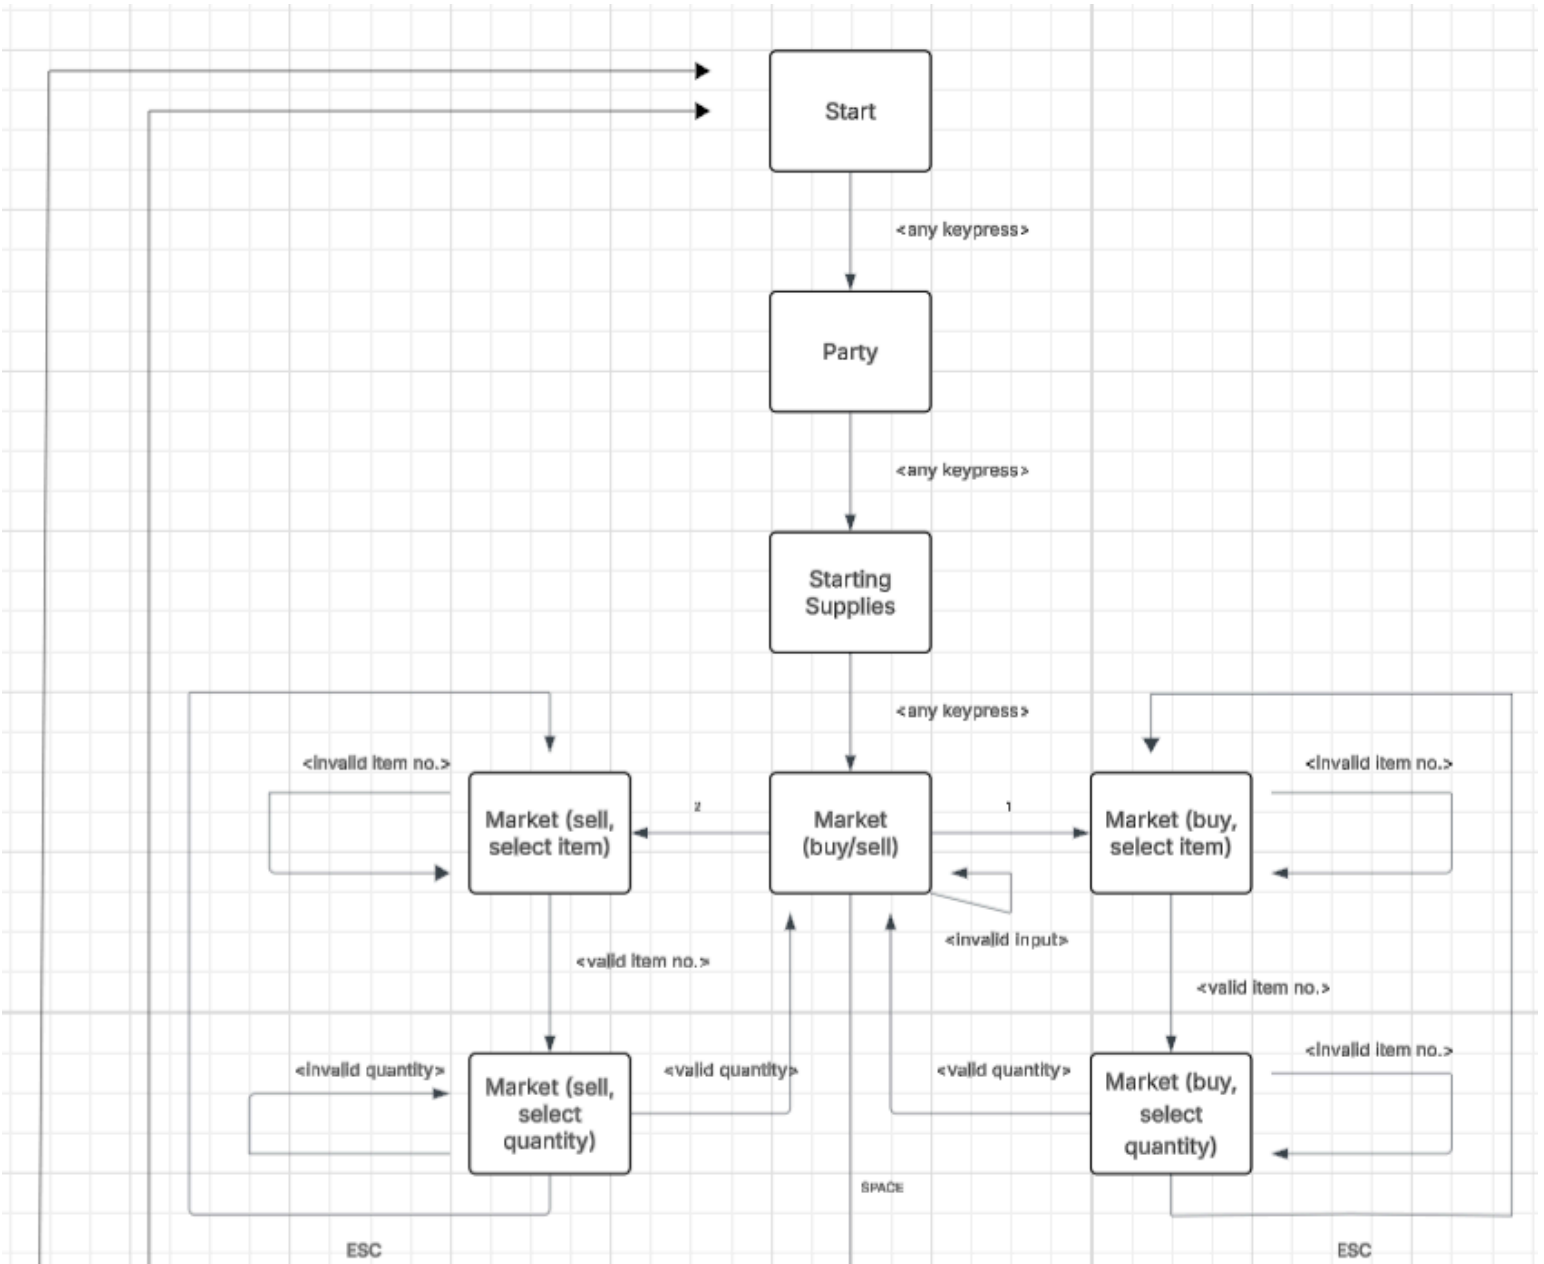 Start
<any keypress>
Party
<any keypress>
Starting
Supplies
<any keypress>
<invalid item no.>
Market (sell,
select item)
2
Market
(buy/sell)
1
Market (buy,
select item)
<invalid item no.>
<invalid input>
<valid item no.>
<valid item no.>
<invalid quantity>
Market (sell,
select
quantity)
<valid quantity>
<valid quantity>
Market (buy,
select
quantity)
<invalid item no.>
SPACE
ESC
ESC